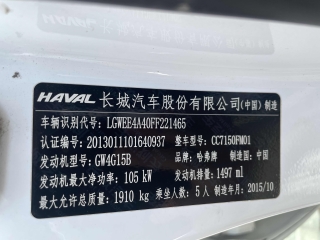 HAVAL 长城汽车股份有限公司(中国)制造
车辆识别代号: LGWEE4A40FF221465
认证编号: 2013011101640937 整车型号: CC7150FM01
发动机型号: GW4G15B 品牌: 哈弗牌 制造国: 中国
发动机最大净功率: 105 kW 发动机排量: 1497 ml
最大允许总质量: 1910 kg 乘坐人数: 5 人 制造年月: 2015/10